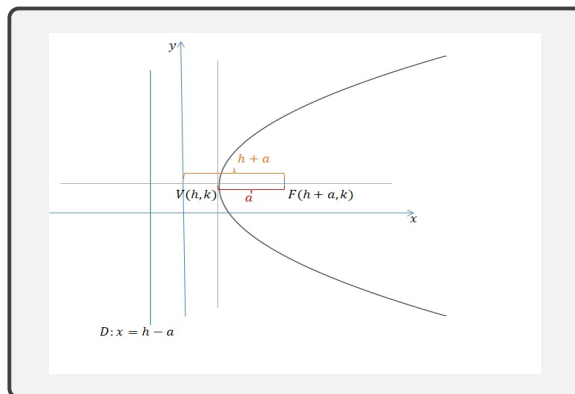 y
h + a
V(h,k)
a
F(h + a, k)
x
D: x = h − a